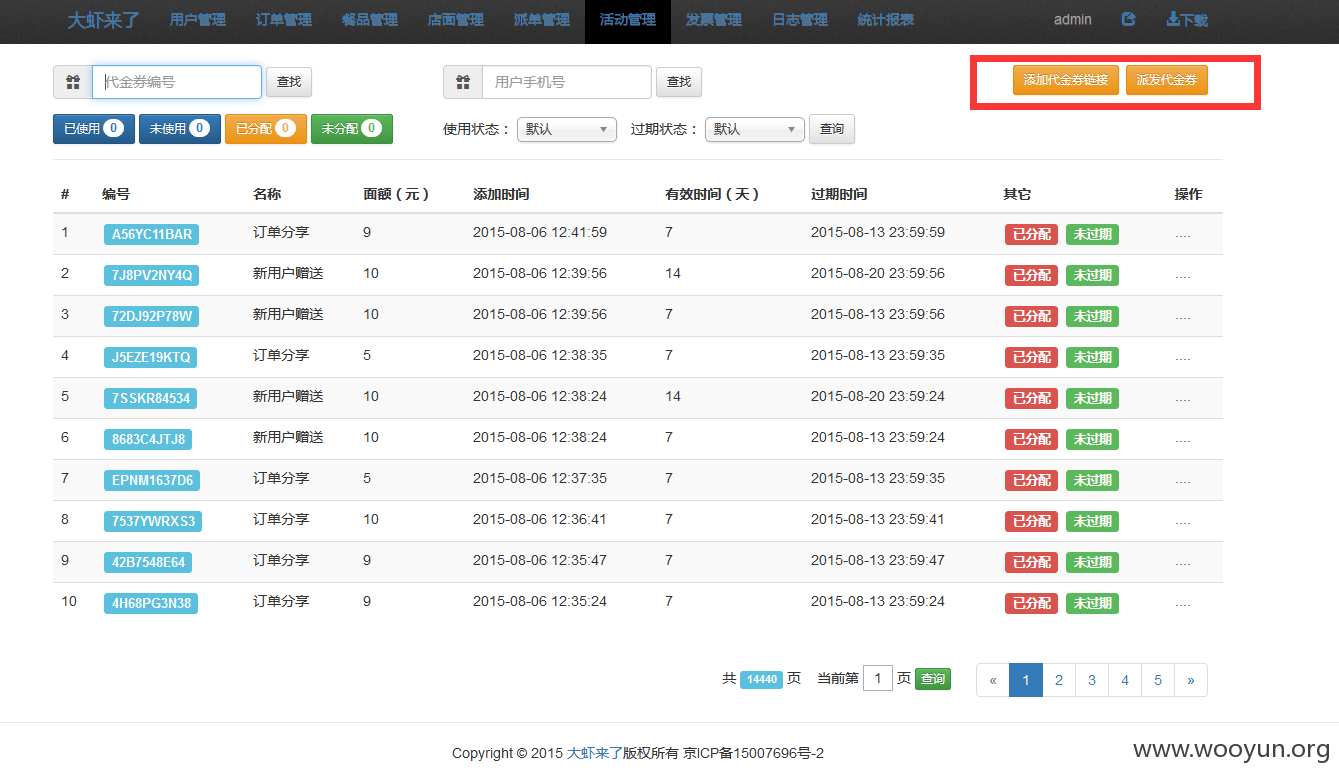 大虾来了 用户管理 订单管理 餐品管理 店面管理 派单管理 活动管理 发票管理 日志管理 统计报表 admin 下载
代金券编号 查找 用户手机号 查找 添加代金券链接 派发代金券
已使用 0 未使用 0 已分配 0 未分配 0 使用状态： 默认 过期状态： 默认 查询
# 编号 名称 面额（元） 添加时间 有效时间（天） 过期时间 其它 操作
1 A56YC11BAR 订单分享 9 2015-08-06 12:41:59 7 2015-08-13 23:59:59 已分配 未过期 ....
2 7J8PV2NY4Q 新用户赠送 10 2015-08-06 12:39:56 14 2015-08-20 23:59:56 已分配 未过期 ....
3 72DJ92P78W 新用户赠送 10 2015-08-06 12:39:56 7 2015-08-13 23:59:56 已分配 未过期 ....
4 J5EZE19KTQ 订单分享 5 2015-08-06 12:38:35 7 2015-08-13 23:59:35 已分配 未过期 ....
5 7SSKR84534 新用户赠送 10 2015-08-06 12:38:24 14 2015-08-20 23:59:24 已分配 未过期 ....
6 8683C4JTJ8 新用户赠送 10 2015-08-06 12:38:24 7 2015-08-13 23:59:24 已分配 未过期 ....
7 EPNM1637D6 订单分享 5 2015-08-06 12:37:35 7 2015-08-13 23:59:35 已分配 未过期 ....
8 7537YWRXS3 订单分享 10 2015-08-06 12:36:41 7 2015-08-13 23:59:41 已分配 未过期 ....
9 42B7548E64 订单分享 9 2015-08-06 12:35:47 7 2015-08-13 23:59:47 已分配 未过期 ....
10 4H68PG3N38 订单分享 9 2015-08-06 12:35:24 7 2015-08-13 23:59:24 已分配 未过期 ....
共 14440 页 当前第 1 页 查询 « 1 2 3 4 5 »
Copyright © 2015 大虾来了版权所有 京ICP备15007696号-2
www.wooyun.org